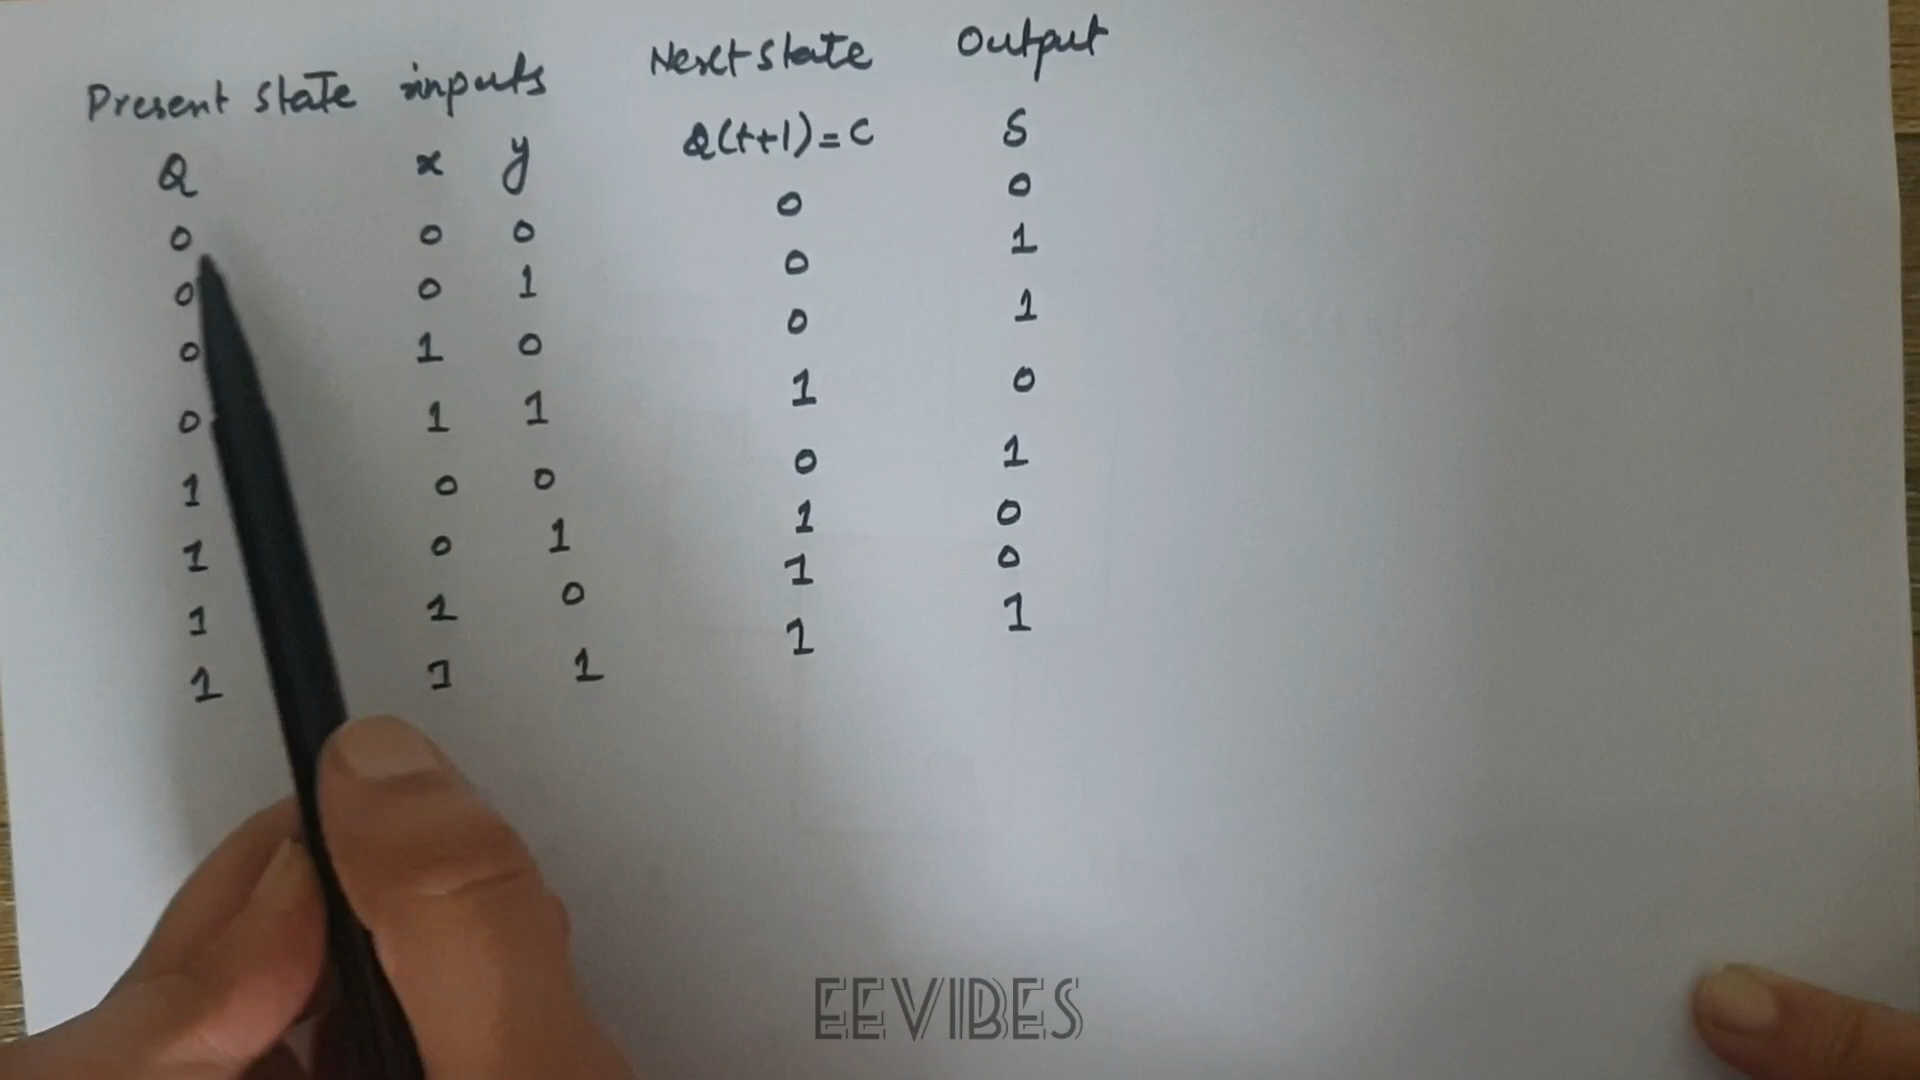 Present state inputs Next state Output
Q x y Q(t+1)=C S
0 0 0 0 0
0 0 1 0 1
0 1 0 0 1
0 1 1 1 0
1 0 0 0 1
1 0 1 1 0
1 1 0 1 0
1 1 1 1 1
EEVIBES